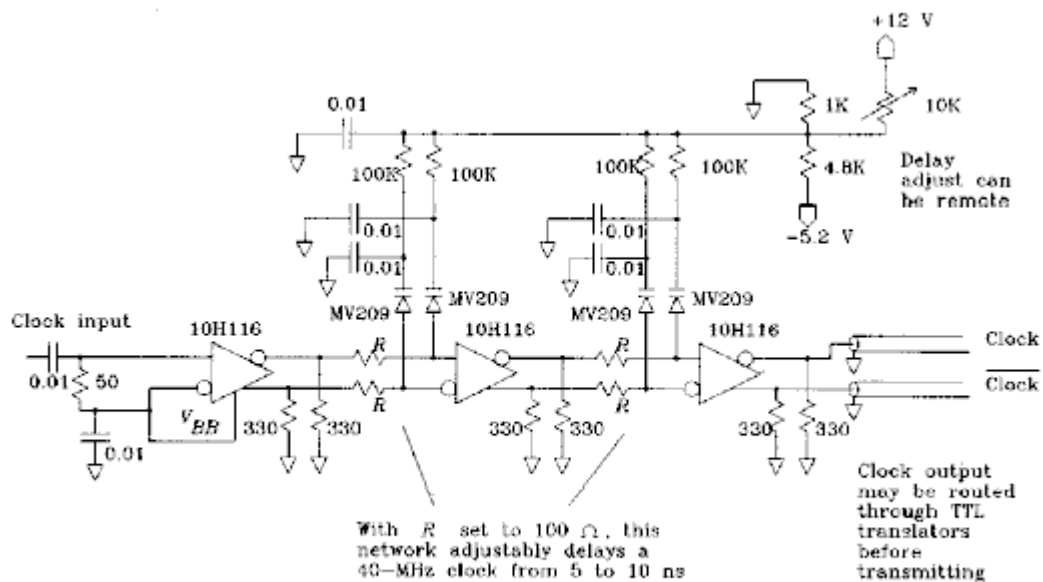 +12 V
0.01
1K
10K
100K
100K
100K
100K
4.8K
Delay
adjust can
be remote
0.01
0.01
0.01
0.01
-5.2 V
MV209
MV209
MV209
MV209
Clock input
10H116
10H116
10H116
R
R
Clock
0.01
50
R
R
Clock
V BB
330
330
330
330
330
330
0.01
Clock output
may be routed
through TTL
translators
before
transmitting
With R set to 100 Ω, this
network adjustably delays a
40-MHz clock from 5 to 10 ns